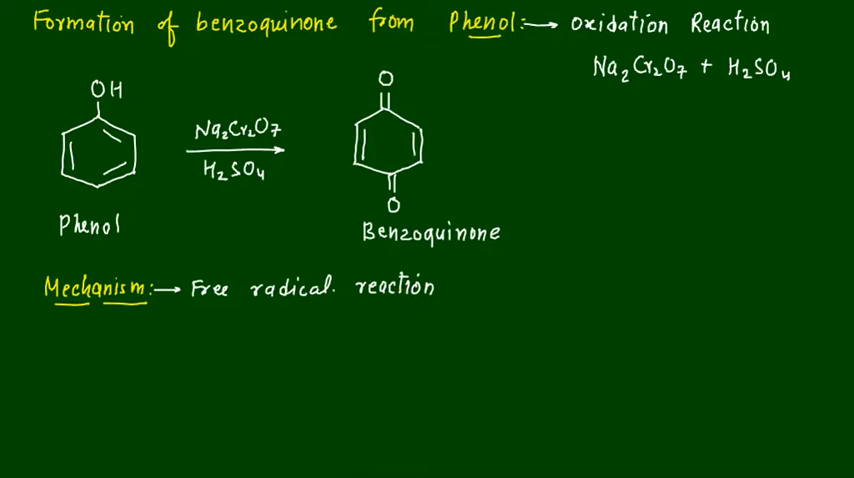 Formation of benzoquinone from Phenol:→ Oxidation Reaction
Na₂Cr₂O₇ + H₂SO₄
OH
Na₂Cr₂O₇
H₂SO₄
Phenol
O
O
Benzoquinone
Mechanism:→ Free radical. reaction